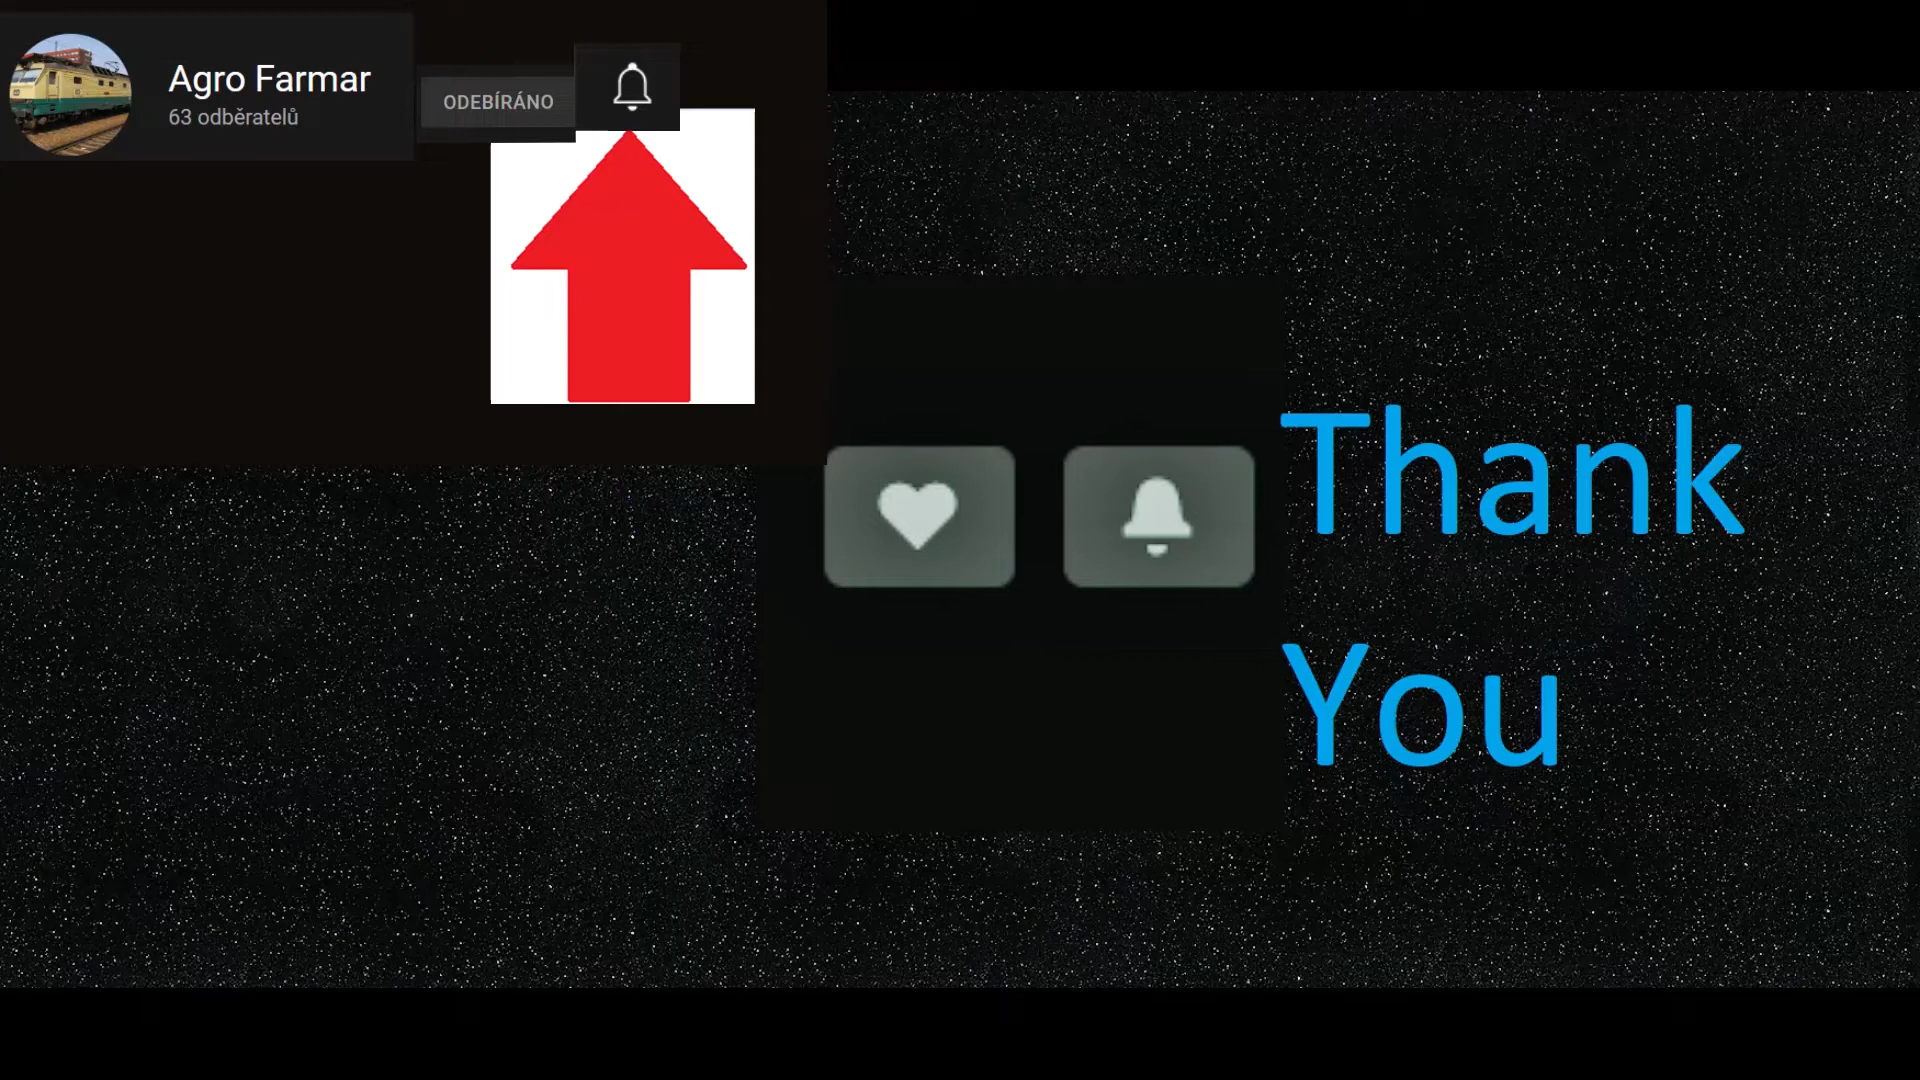 Agro Farmar
63 odběratelů
ODEBÍRÁNO
Thank
You